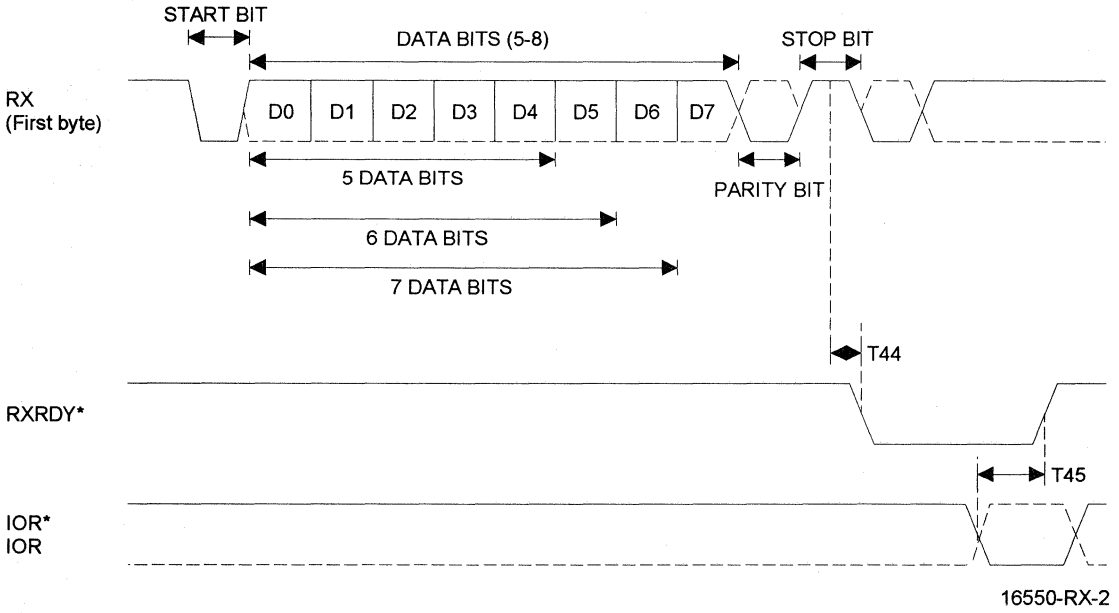 START BIT
DATA BITS (5-8)
STOP BIT
RX
(First byte)
D0 D1 D2 D3 D4 D5 D6 D7
5 DATA BITS
PARITY BIT
6 DATA BITS
7 DATA BITS
T44
RXRDY*
T45
IOR*
IOR
16550-RX-2